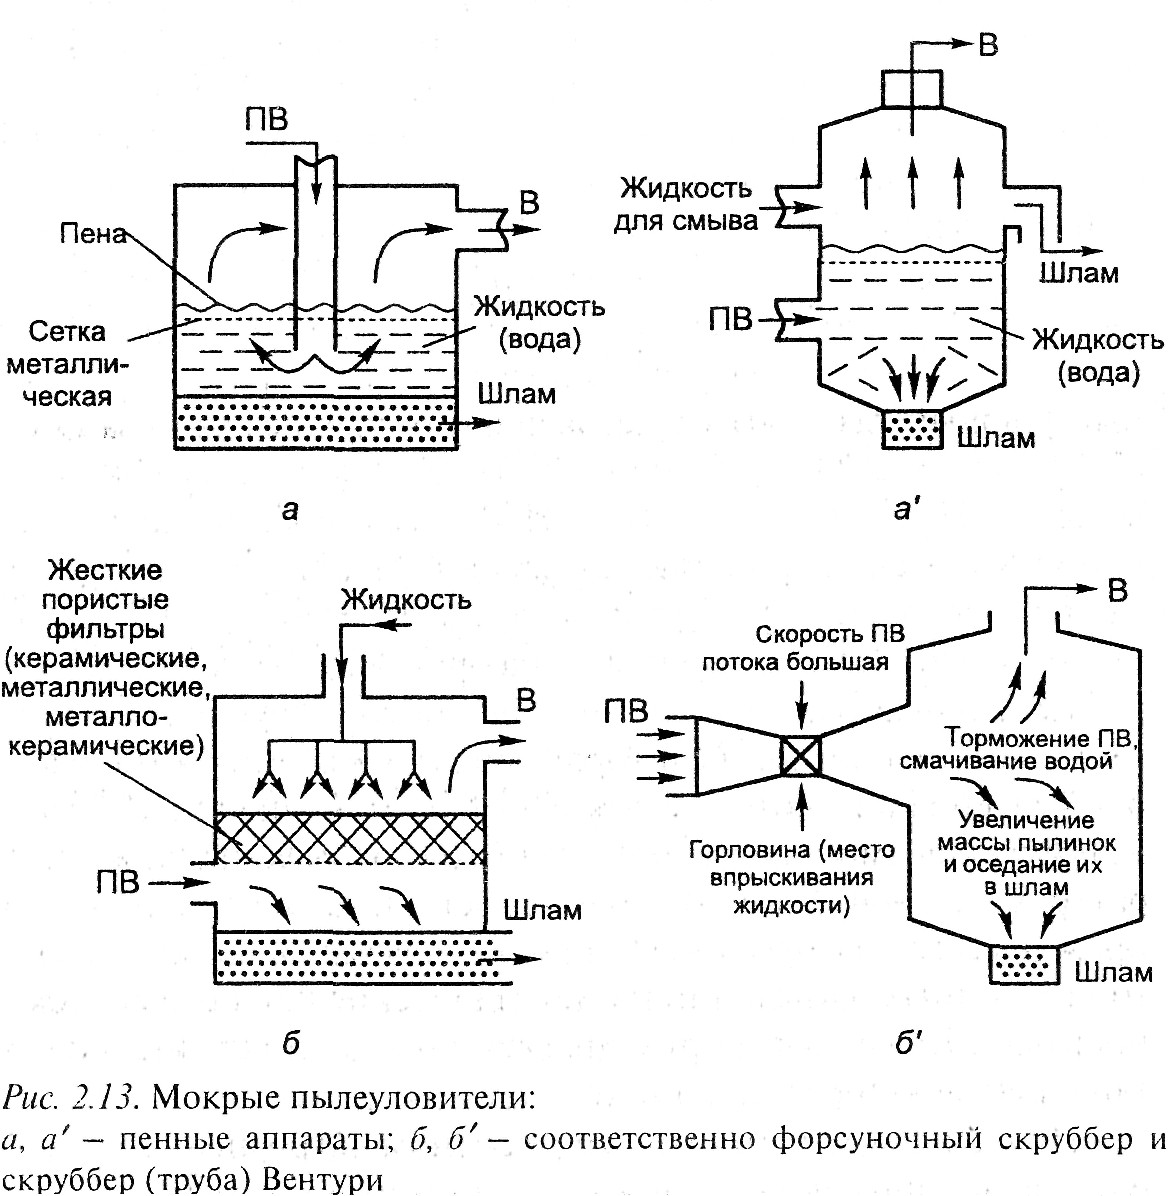 ПВ
В
Пена
Сетка
металли-
ческая
Жидкость
(вода)
Шлам
а
В
Жидкость
для смыва
Шлам
ПВ
Жидкость
(вода)
Шлам
а′
Жесткие
пористые
фильтры
(керамические,
металлические,
металло-
керамические)
Жидкость
В
ПВ
Шлам
б
В
Скорость ПВ
потока большая
ПВ
Торможение ПВ,
смачивание водой
Горловина (место
впрыскивания
жидкости)
Увеличение
массы пылинок
и оседание их
в шлам
Шлам
б′
Рис. 2.13. Мокрые пылеуловители:
а, а′ – пенные аппараты; б, б′ – соответственно форсуночный скруббер и
скруббер (труба) Вентури